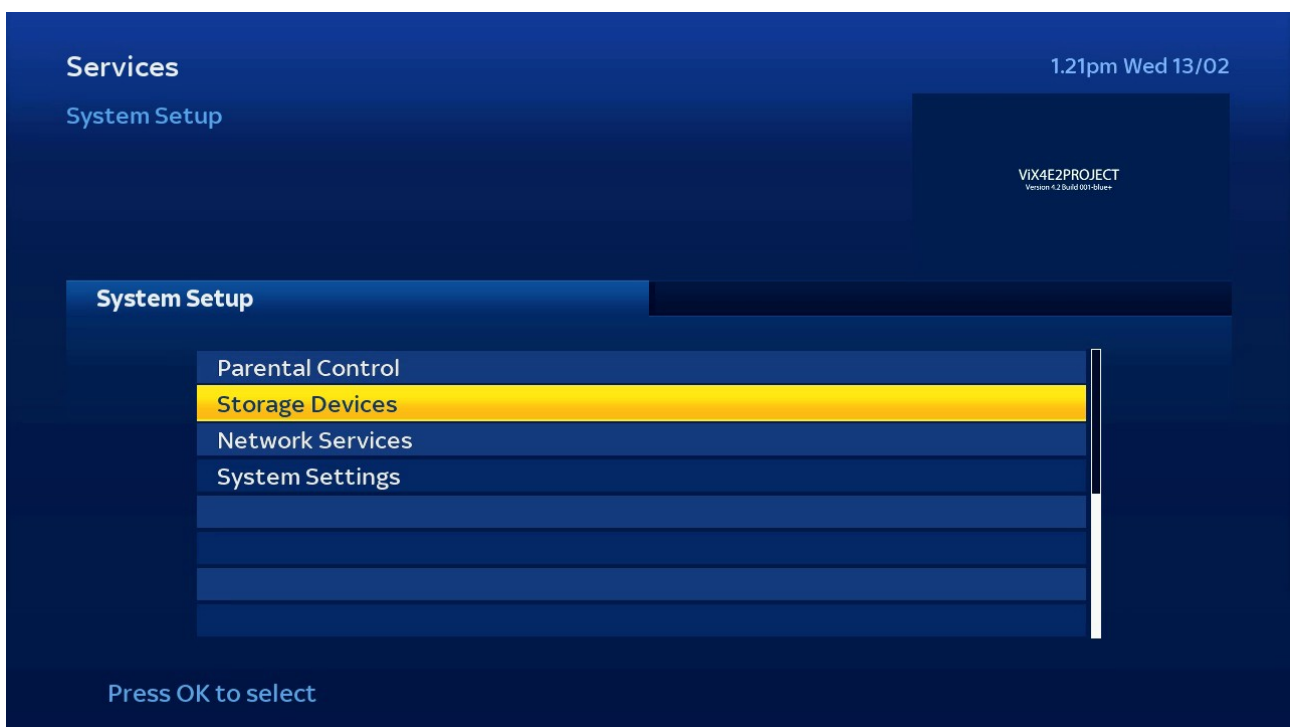 Services
1.21pm Wed 13/02
System Setup
ViX4E2PROJECT
Version 4.2 Build 001-blue+
System Setup
Parental Control
Storage Devices
Network Services
System Settings
Press OK to select